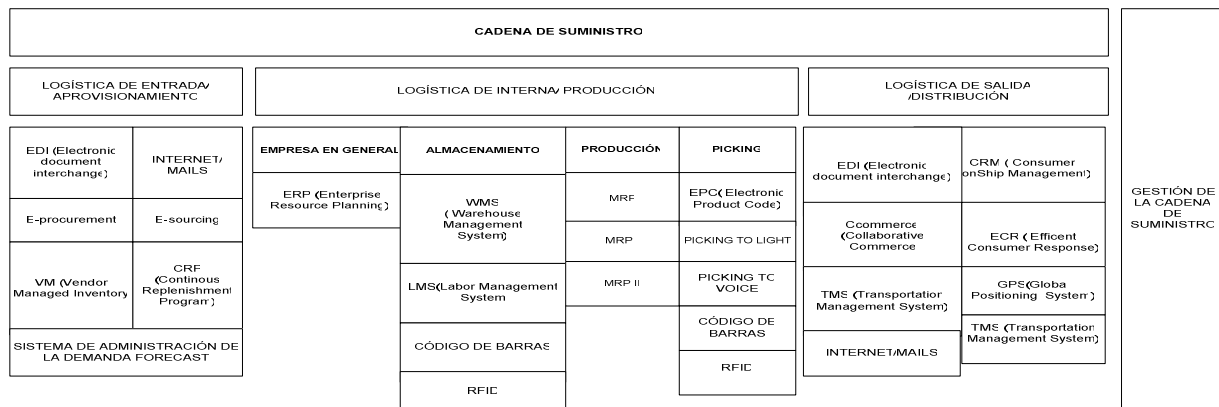 CADENA DE SUMINISTRO
LOGÍSTICA DE ENTRADA/
APROVISIONAMIENTO
LOGÍSTICA DE INTERNA/ PRODUCCIÓN
LOGÍSTICA DE SALIDA
/DISTRIBUCIÓN
GESTIÓN DE
LA CADENA
DE
SUMINISTRO
EDI (Electronic
document
interchange)
INTERNET/
MAILS
E-procurement
E-sourcing
VM (Vendor
Managed Inventory
CRP
(Continous
Replenishment
Program)
SISTEMA DE ADMINISTRACIÓN DE
LA DEMANDA FORECAST
EMPRESA EN GENERAL
ERP (Enterprise
Resource Planning)
ALMACENAMIENTO
WMS
( Warehouse
Management
System)
LMS(Labor Management
System
CÓDIGO DE BARRAS
RFID
PRODUCCIÓN
MRP
MRP
MRP II
PICKING
EPC( Electronic
Product Code)
PICKING TO LIGHT
PICKING TO
VOICE
CÓDIGO DE
BARRAS
RFID
EDI (Electronic
document interchange)
CRM ( Consumer
onShip Management)
Ccommerce
(Collaborative
Commerce
ECR ( Efficent
Consumer Response)
TMS (Transportation
Management System)
GPS(Globa
Positioning System)
INTERNET/MAILS
TMS (Transportation
Management System)